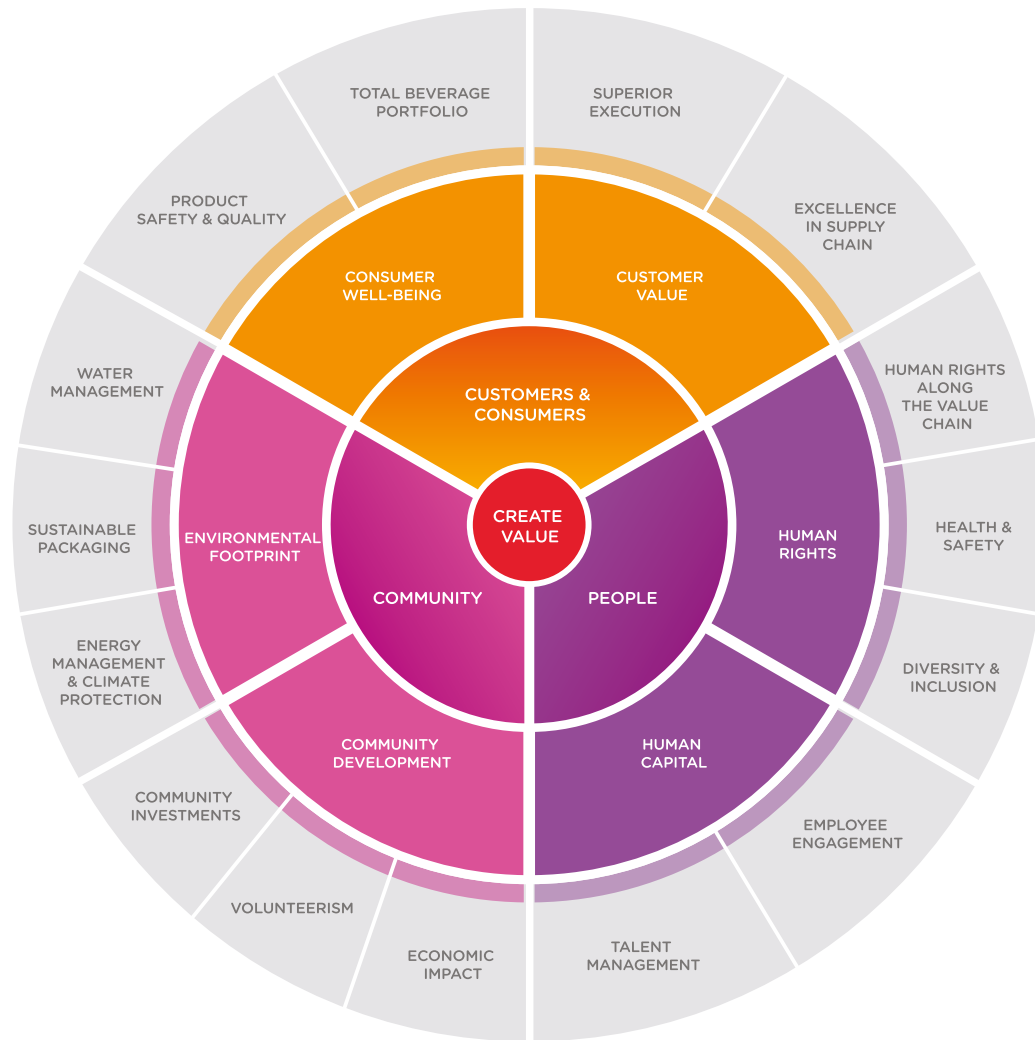 TOTAL BEVERAGE
PORTFOLIO
SUPERIOR
EXECUTION
PRODUCT
SAFETY & QUALITY
EXCELLENCE
IN SUPPLY
CHAIN
CONSUMER
WELL-BEING
CUSTOMER
VALUE
WATER
MANAGEMENT
CUSTOMERS &
CONSUMERS
HUMAN RIGHTS
ALONG
THE VALUE
CHAIN
SUSTAINABLE
PACKAGING
ENVIRONMENTAL
FOOTPRINT
CREATE
VALUE
HUMAN
RIGHTS
HEALTH &
SAFETY
COMMUNITY
PEOPLE
ENERGY
MANAGEMENT
& CLIMATE
PROTECTION
DIVERSITY &
INCLUSION
COMMUNITY
DEVELOPMENT
HUMAN
CAPITAL
COMMUNITY
INVESTMENTS
EMPLOYEE
ENGAGEMENT
VOLUNTEERISM
ECONOMIC
IMPACT
TALENT
MANAGEMENT